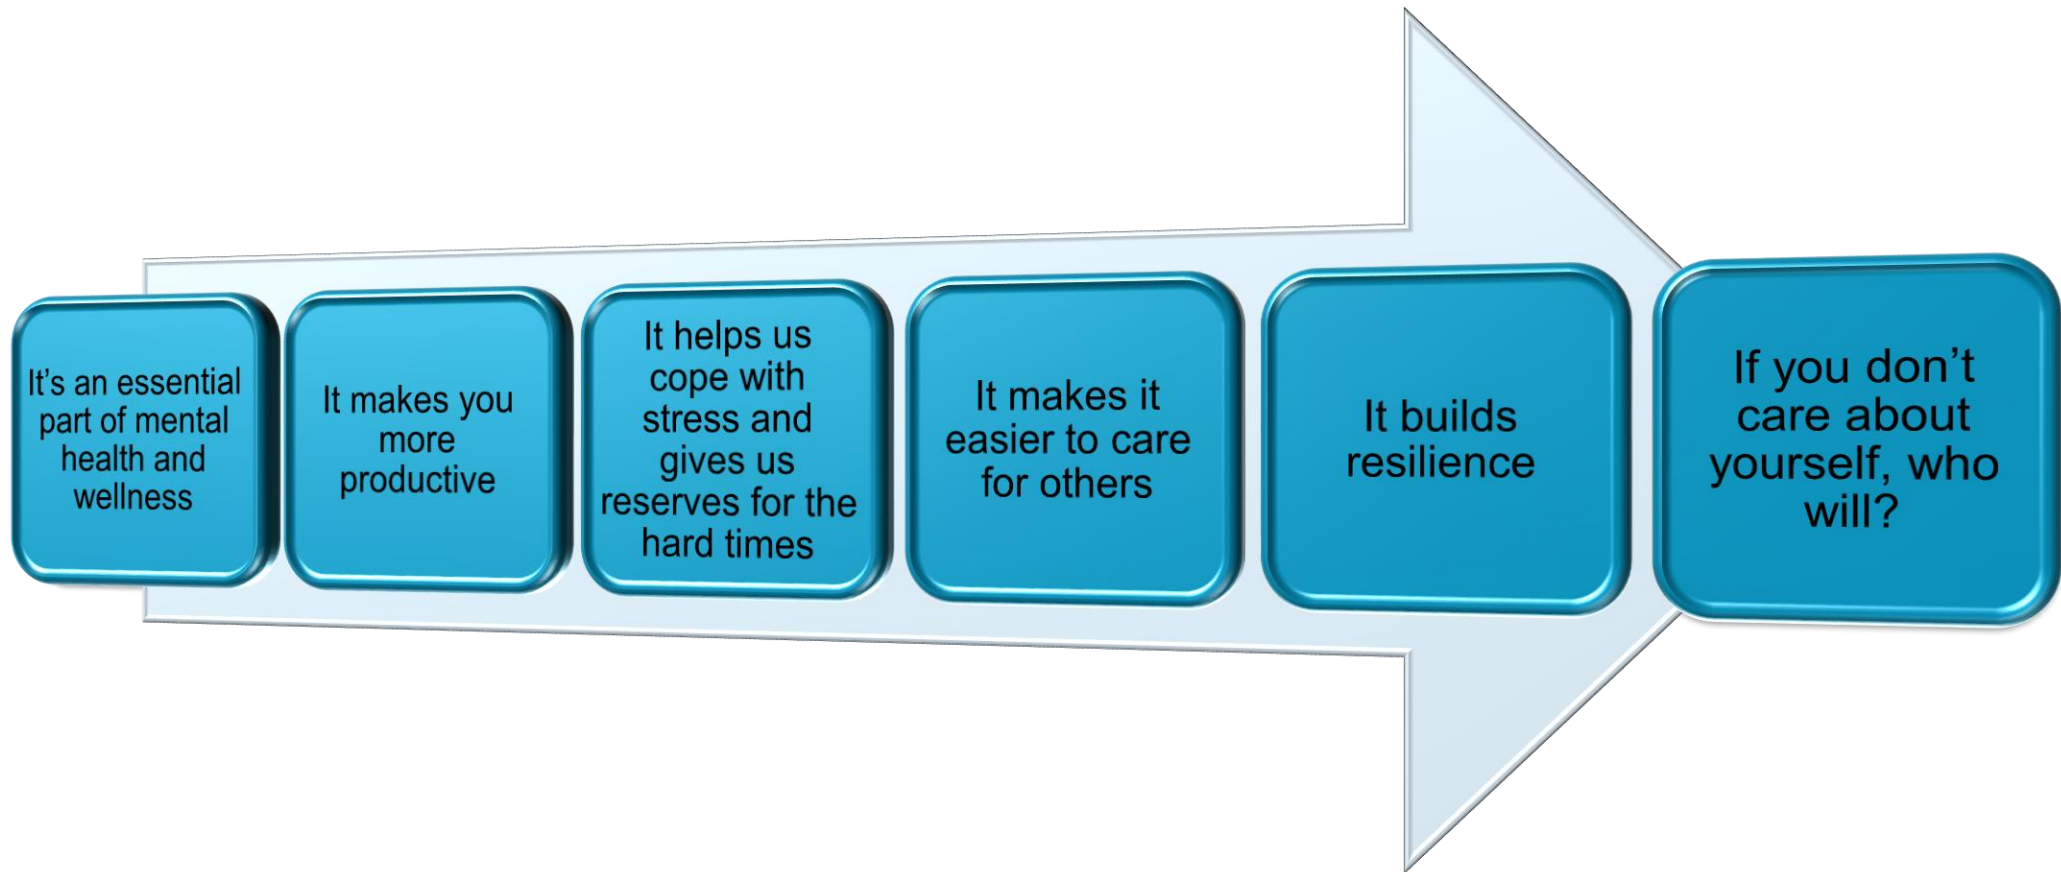 It’s an essential
part of mental
health and
wellness
It makes you
more
productive
It helps us
cope with
stress and
gives us
reserves for the
hard times
It makes it
easier to care
for others
It builds
resilience
If you don’t
care about
yourself, who
will?